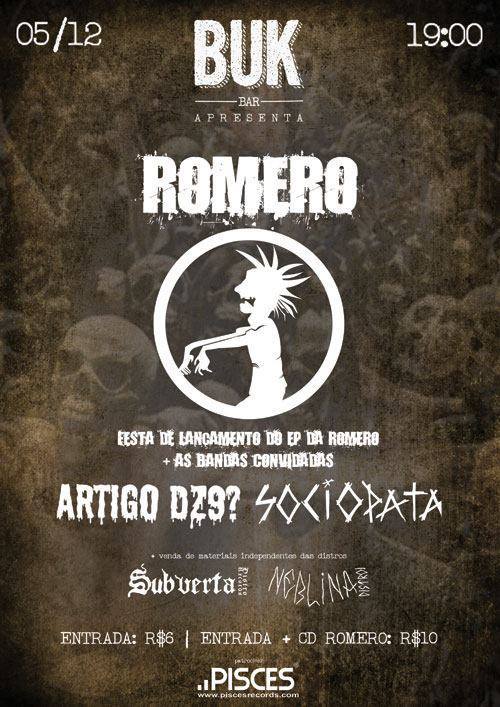 05/12
19:00
BUK
BAR
APRESENTA
ROMERO
FESTA DE LANÇAMENTO DO EP DA ROMERO
+ AS BANDAS CONVIDADAS
ARTIGO DZ9? SOCIOPATA
+ venda de materiais independentes das distros
Subverta
NEBLINA DISTRO!
ENTRADA: R$6 | ENTRADA + CD ROMERO: R$10
PISCES
www.piscesrecords.com